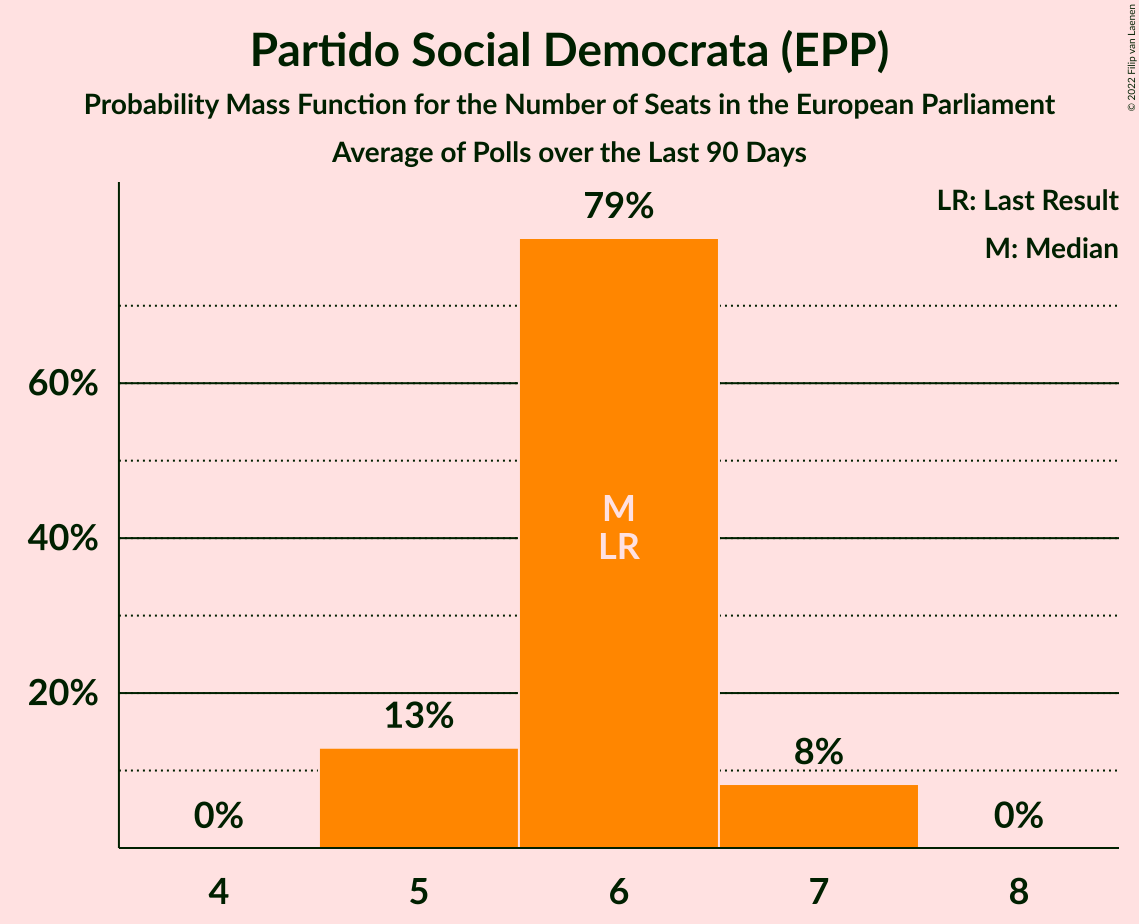 Partido Social Democrata (EPP)
Probability Mass Function for the Number of Seats in the European Parliament
Average of Polls over the Last 90 Days
© 2022 Filip van Laenen
LR: Last Result
M: Median
79%
60%
40%
20%
M
LR
13%
8%
0%
0%
4
5
6
7
8